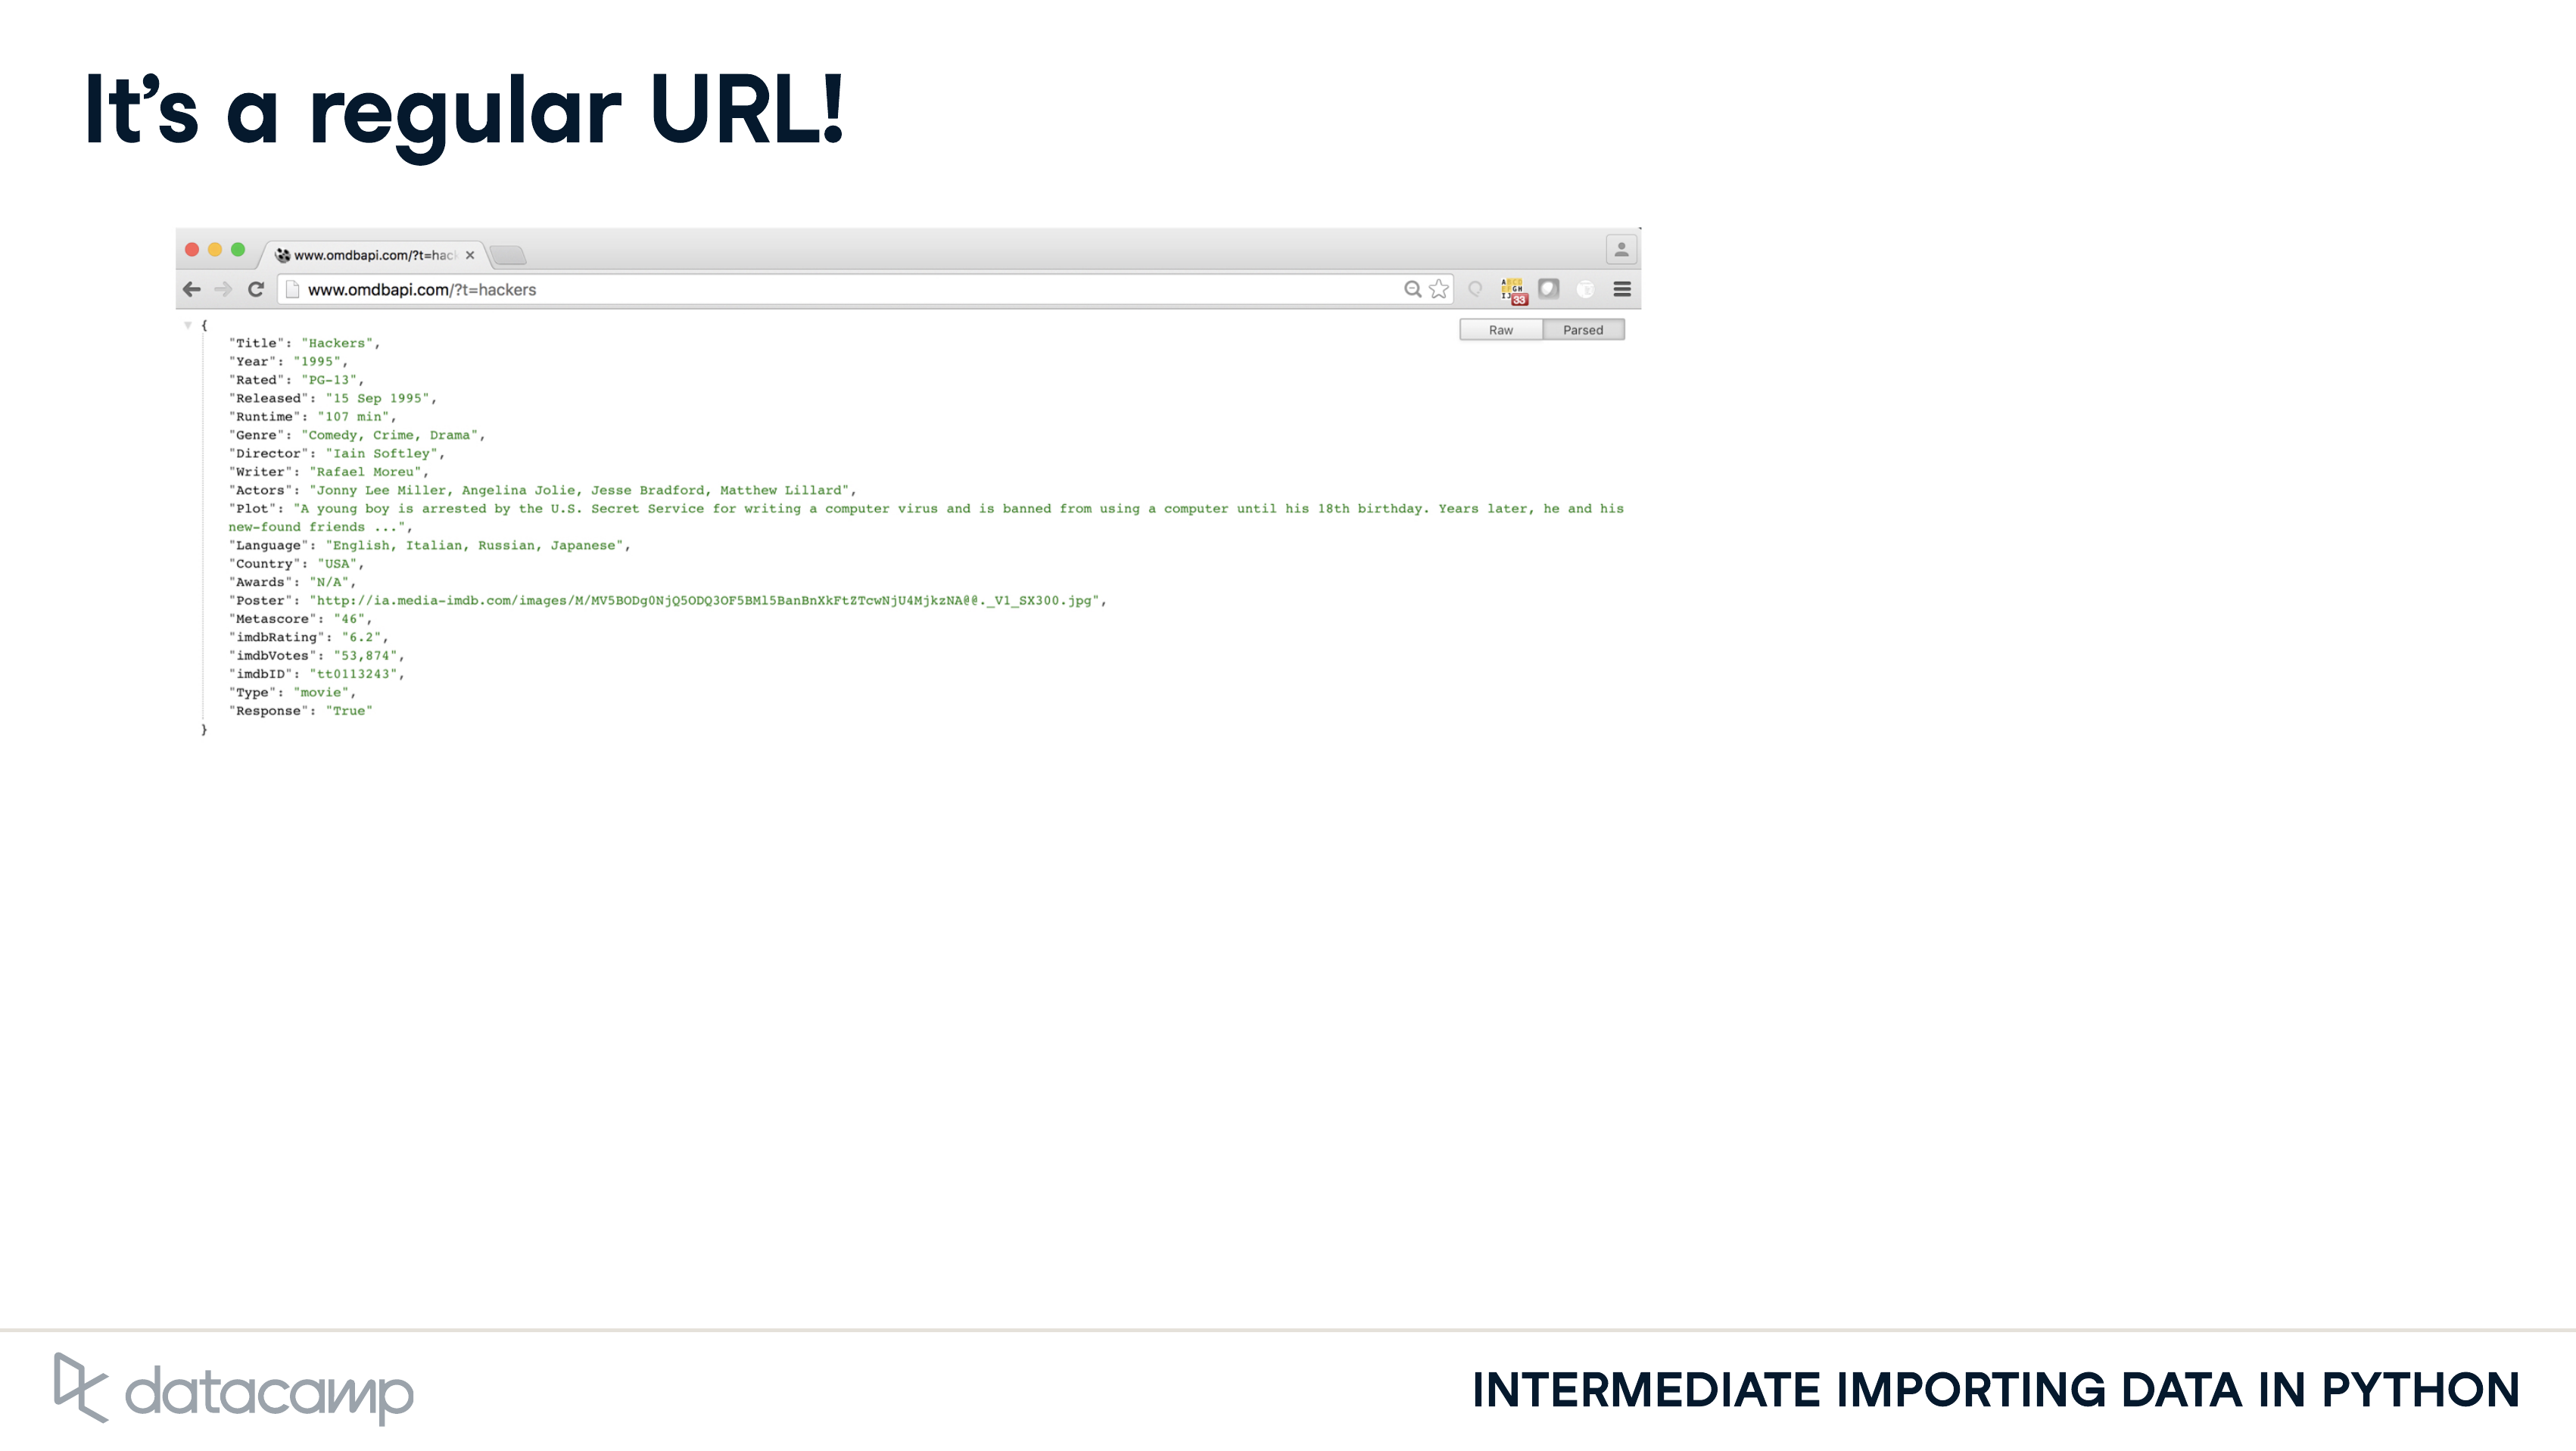 It's a regular URL!
www.omdbapi.com/?t=hac
www.omdbapi.com/?t=hackers
33
Raw Parsed
{
"Title": "Hackers",
"Year": "1995",
"Rated": "PG-13",
"Released": "15 Sep 1995",
"Runtime": "107 min",
"Genre": "Comedy, Crime, Drama",
"Director": "Iain Softley",
"Writer": "Rafael Moreu",
"Actors": "Jonny Lee Miller, Angelina Jolie, Jesse Bradford, Matthew Lillard",
"Plot": "A young boy is arrested by the U.S. Secret Service for writing a computer virus and is banned from using a computer until his 18th birthday. Years later, he and his
new-found friends ...",
"Language": "English, Italian, Russian, Japanese",
"Country": "USA",
"Awards": "N/A",
"Poster": "http://ia.media-imdb.com/images/M/MV5BODg0NjQ5ODQ3OF5BMl5BanBnXkFtZTcwNjU4MjkzNA@@._V1_SX300.jpg",
"Metascore": "46",
"imdbRating": "6.2",
"imdbVotes": "53,874",
"imdbID": "tt0113243",
"Type": "movie",
"Response": "True"
}
datacamp
INTERMEDIATE IMPORTING DATA IN PYTHON